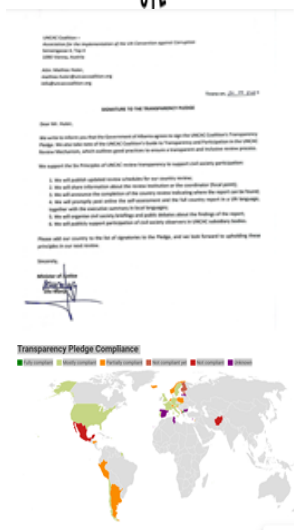 UNCAC Coalition –
Association for the Implementation of the UN Convention against Corruption
Vienna, Austria
SIGNATURE TO THE TRANSPARENCY PLEDGE
Dear Mr.
We write to inform you that the Government of Albania agrees to sign the UNCAC Coalition's Transparency
Pledge. We also take note of the UNCAC Coalition's Guide to Transparency and Participation in the UNCAC
Review Mechanism, which outlines good practices to ensure a transparent and inclusive review process.
We support the Six Principles of UNCAC review transparency to support civil society participation:
1. We will publish updated review schedules for our country review;
2. We will share information about the review institution or the coordinator (focal point);
3. We will announce the completion of the country review indicating where the report can be found;
4. We will promptly post online the self-assessment and the full country report in a UN language,
together with the executive summary in local languages;
5. We will organise civil society briefings and public debates about the findings of the report;
6. We will publicly support participation of civil society observers in UNCAC subsidiary bodies.
Please add our country to the list of signatories to the Pledge, and we look forward to upholding these
principles in our next review.
Sincerely,
Minister of Justice
Transparency Pledge Compliance
Fully compliant Mostly compliant Partially compliant Not compliant yet Not compliant Unknown